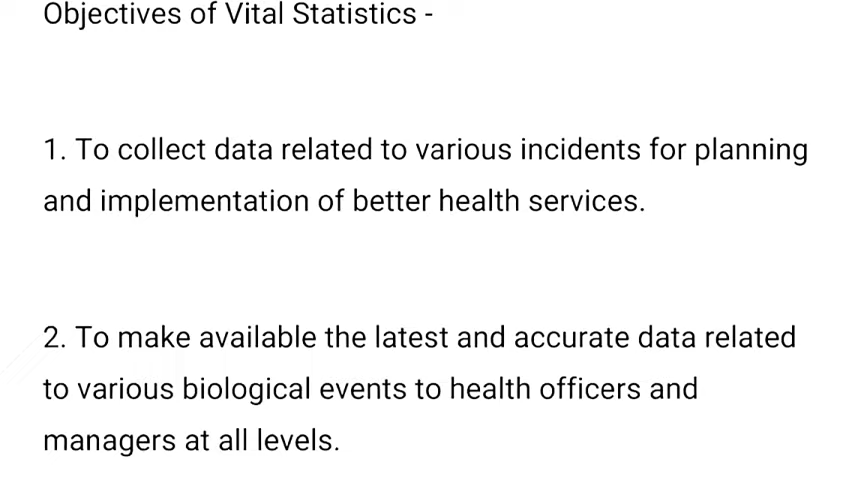 Objectives of Vital Statistics -
1. To collect data related to various incidents for planning
and implementation of better health services.
2. To make available the latest and accurate data related
to various biological events to health officers and
managers at all levels.